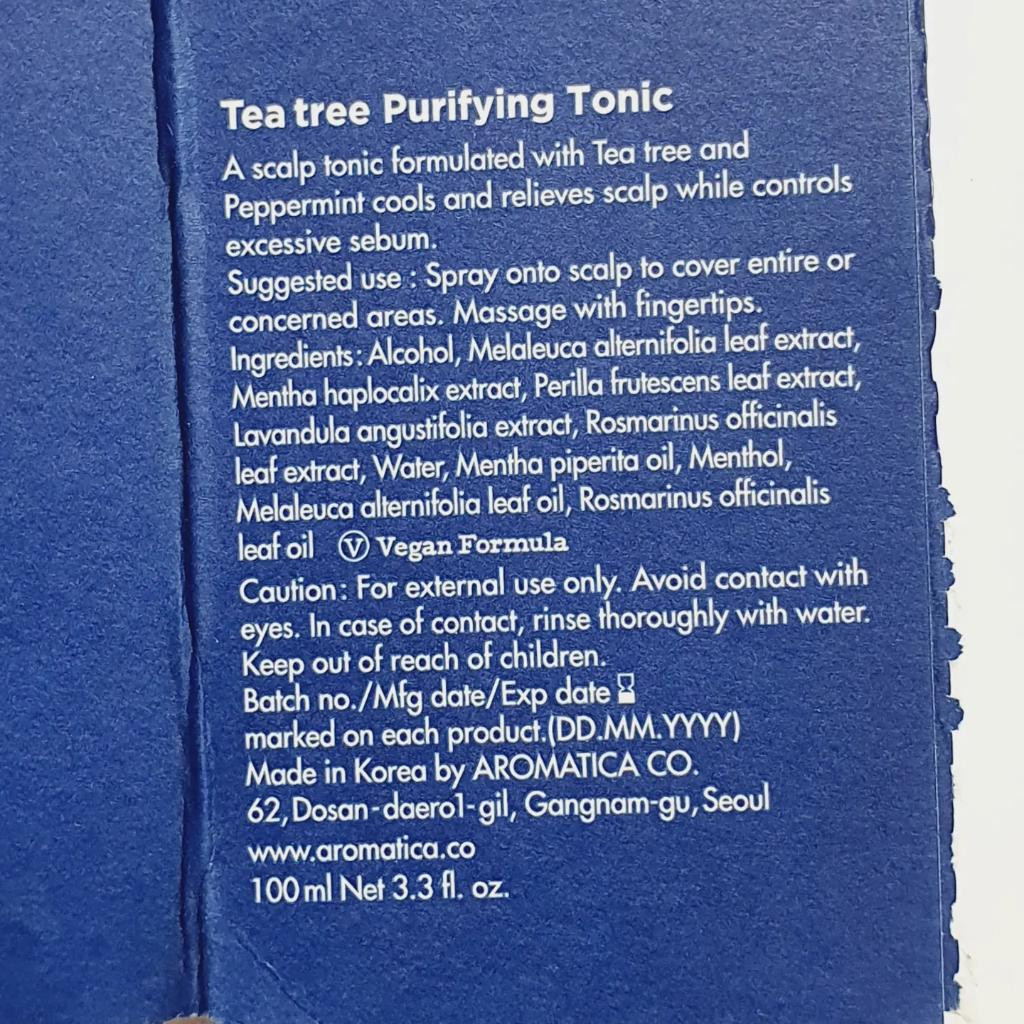 Tea tree Purifying Tonic
A scalp tonic formulated with Tea tree and
Peppermint cools and relieves scalp while controls
excessive sebum.
Suggested use : Spray onto scalp to cover entire or
concerned areas. Massage with fingertips.
Ingredients : Alcohol, Melaleuca alternifolia leaf extract,
Mentha haplocalix extract, Perilla frutescens leaf extract,
Lavandula angustifolia extract, Rosmarinus officinalis
leaf extract, Water, Mentha piperita oil, Menthol,
Melaleuca alternifolia leaf oil, Rosmarinus officinalis
leaf oil Ⓥ Vegan Formula
Caution : For external use only. Avoid contact with
eyes. In case of contact, rinse thoroughly with water.
Keep out of reach of children.
Batch no./Mfg date/Exp date
marked on each product.(DD.MM.YYYY)
Made in Korea by AROMATICA CO.
62, Dosan-daero1-gil, Gangnam-gu, Seoul
www.aromatica.co
100 ml Net 3.3 fl. oz.